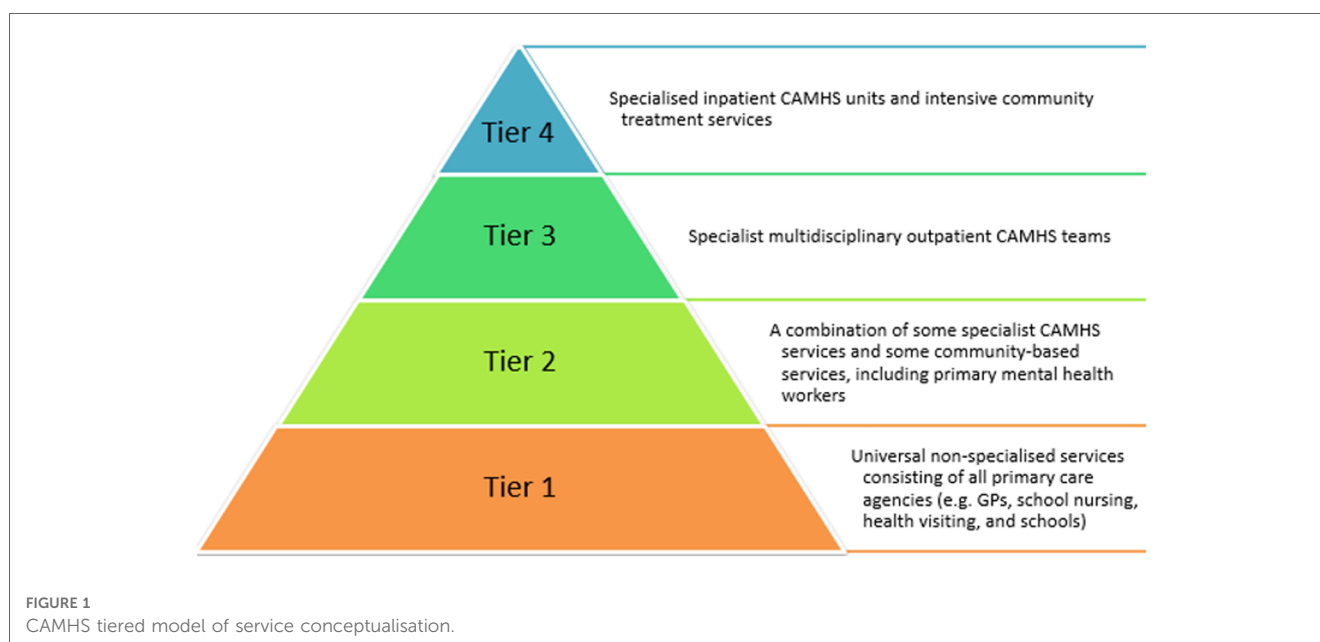 Tier 4
Specialised inpatient CAMHS units and intensive community
treatment services
Tier 3
Specialist multidisciplinary outpatient CAMHS teams
Tier 2
A combination of some specialist CAMHS
services and some community-based
services, including primary mental health
workers
Tier 1
Universal non-specialised services
consisting of all primary care
agencies (e.g. GPs, school nursing,
health visiting, and schools)
FIGURE 1
CAMHS tiered model of service conceptualisation.